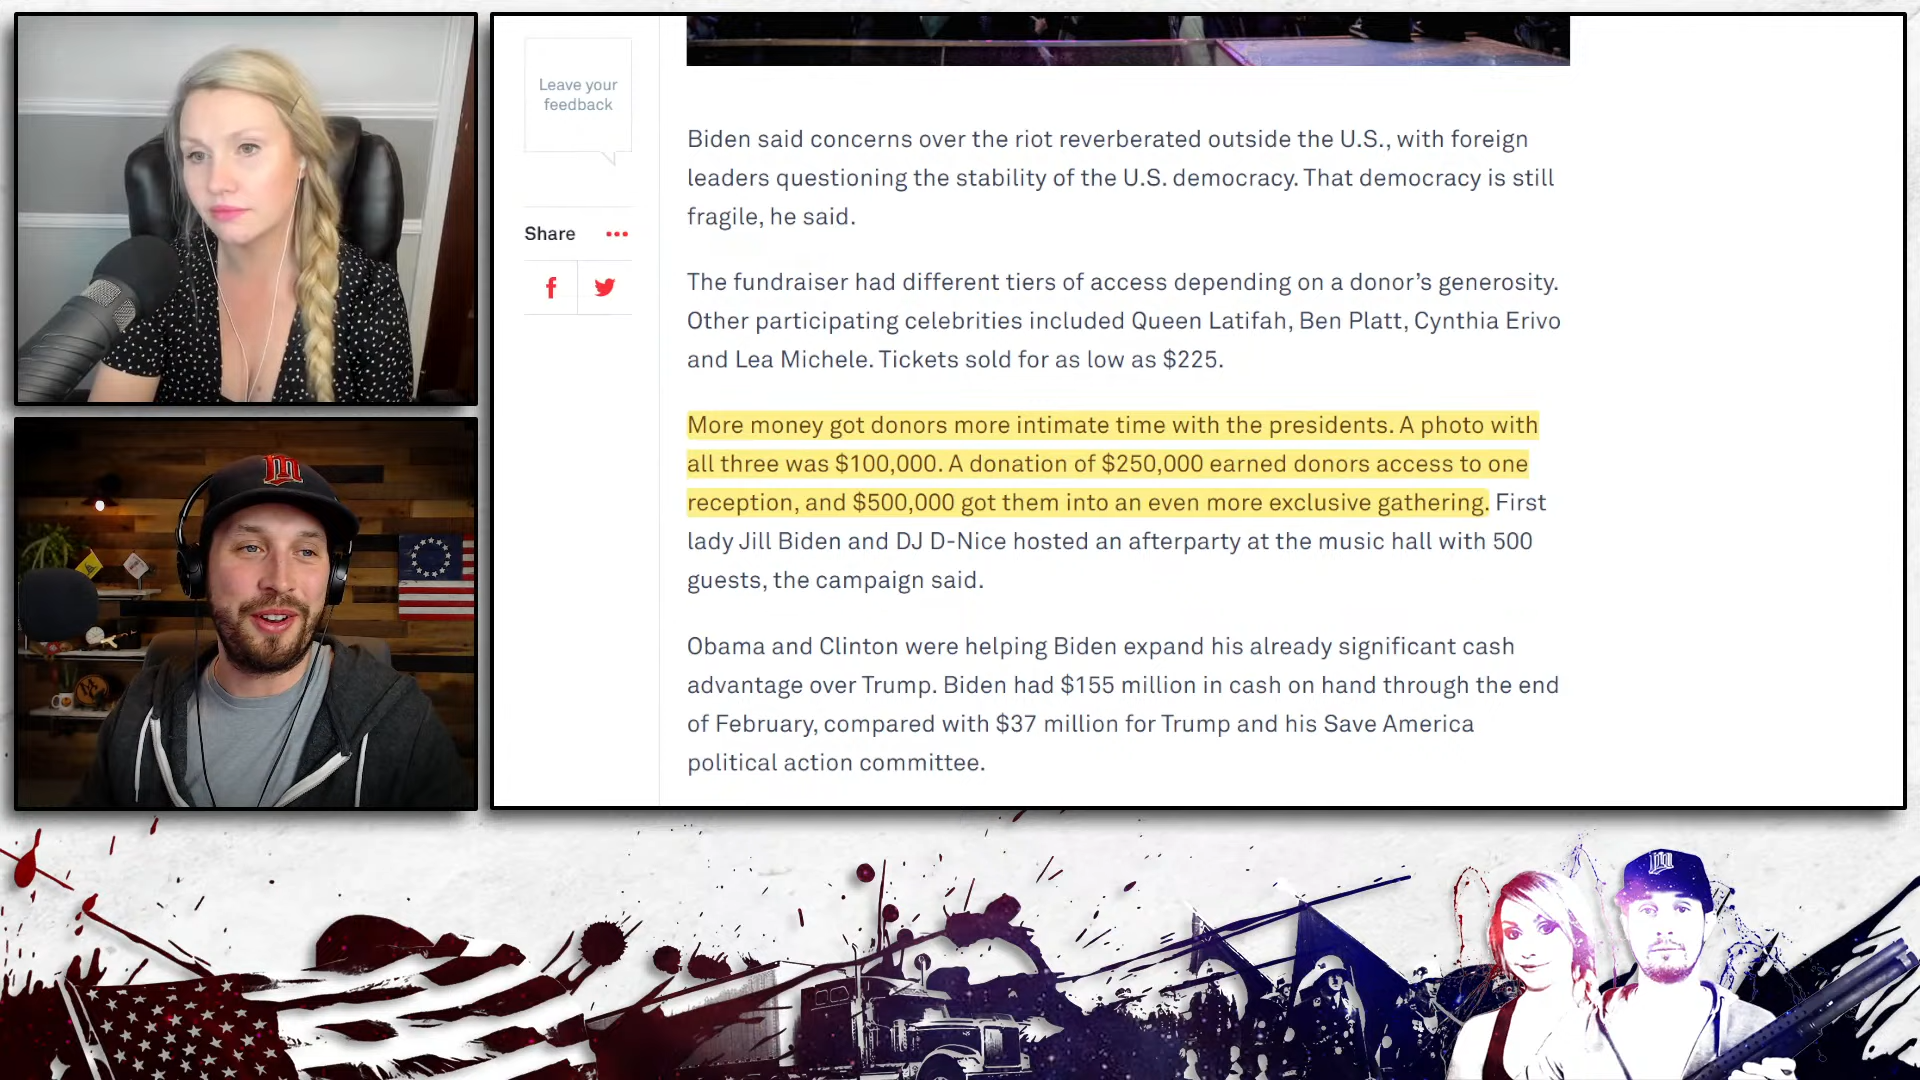 Leave your
feedback
Share
Biden said concerns over the riot reverberated outside the U.S., with foreign
leaders questioning the stability of the U.S. democracy. That democracy is still
fragile, he said.
The fundraiser had different tiers of access depending on a donor’s generosity.
Other participating celebrities included Queen Latifah, Ben Platt, Cynthia Erivo
and Lea Michele. Tickets sold for as low as $225.
More money got donors more intimate time with the presidents. A photo with
all three was $100,000. A donation of $250,000 earned donors access to one
reception, and $500,000 got them into an even more exclusive gathering. First
lady Jill Biden and DJ D-Nice hosted an afterparty at the music hall with 500
guests, the campaign said.
Obama and Clinton were helping Biden expand his already significant cash
advantage over Trump. Biden had $155 million in cash on hand through the end
of February, compared with $37 million for Trump and his Save America
political action committee.